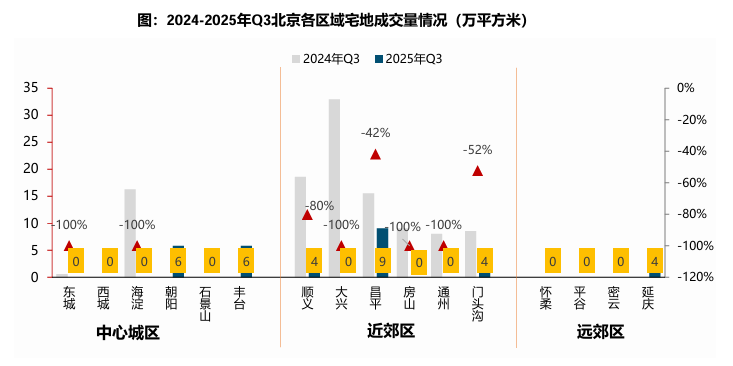 图：2024-2025年Q3北京各区域宅地成交量情况（万平方米）
2024年Q3 2025年Q3
35 0%
30 -20%
25 -40%
20 -60%
15 -80%
10 -100%
5 -120%
0
-100% -100% -80% -100% -42% -100% -100% -52%
0 0 0 6 0 6 4 0 9 0 0 4 0 0 0 4
东城 西城 海淀 朝阳 石景山 丰台 顺义 大兴 昌平 房山 通州 门头沟 怀柔 平谷 密云 延庆
中心城区 近郊区 远郊区